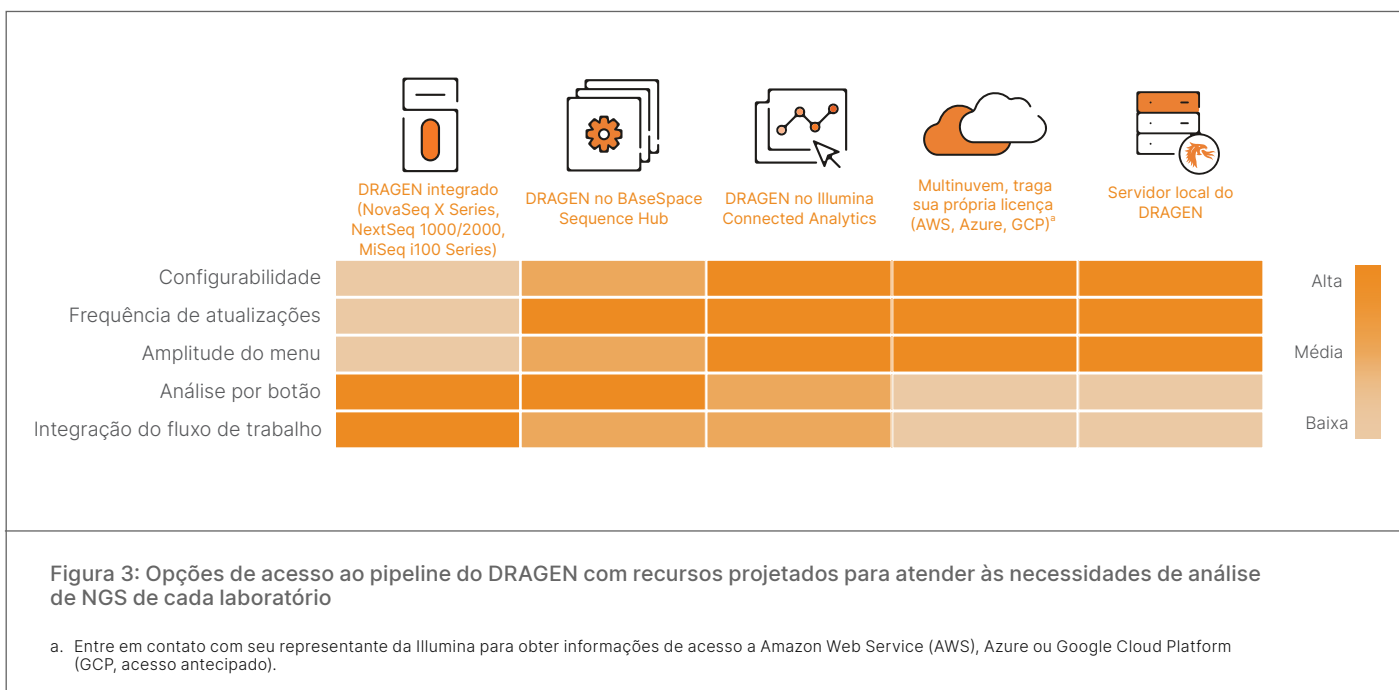 DRAGEN integrado
(NovaSeq X Series,
NextSeq 1000/2000,
MiSeq i100 Series)
DRAGEN no BAseSpace
Sequence Hub
DRAGEN no Illumina
Connected Analytics
Multinuvem, traga
sua própria licença
(AWS, Azure, GCP)ᵃ
Servidor local do
DRAGEN
Configurabilidade
Frequência de atualizações
Amplitude do menu
Análise por botão
Integração do fluxo de trabalho
Alta
Média
Baixa
Figura 3: Opções de acesso ao pipeline do DRAGEN com recursos projetados para atender às necessidades de análise
de NGS de cada laboratório
a. Entre em contato com seu representante da Illumina para obter informações de acesso a Amazon Web Service (AWS), Azure ou Google Cloud Platform
(GCP, acesso antecipado).